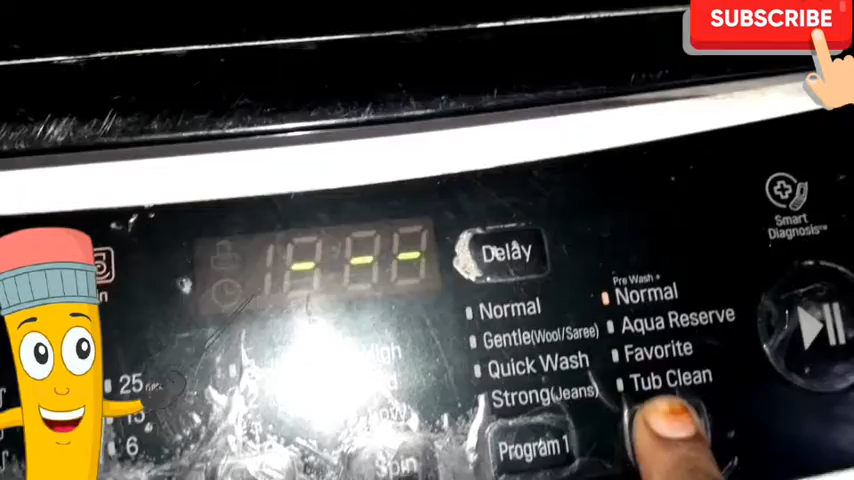 SUBSCRIBE
Smart
Diagnosis
Delay
Pre Wash +
Normal
Normal
Aqua Reserve
Gentle(Wool/Saree)
Favorite
Quick Wash
Tub Clean
Strong(Jeans)
25
6
Program 1
Spin